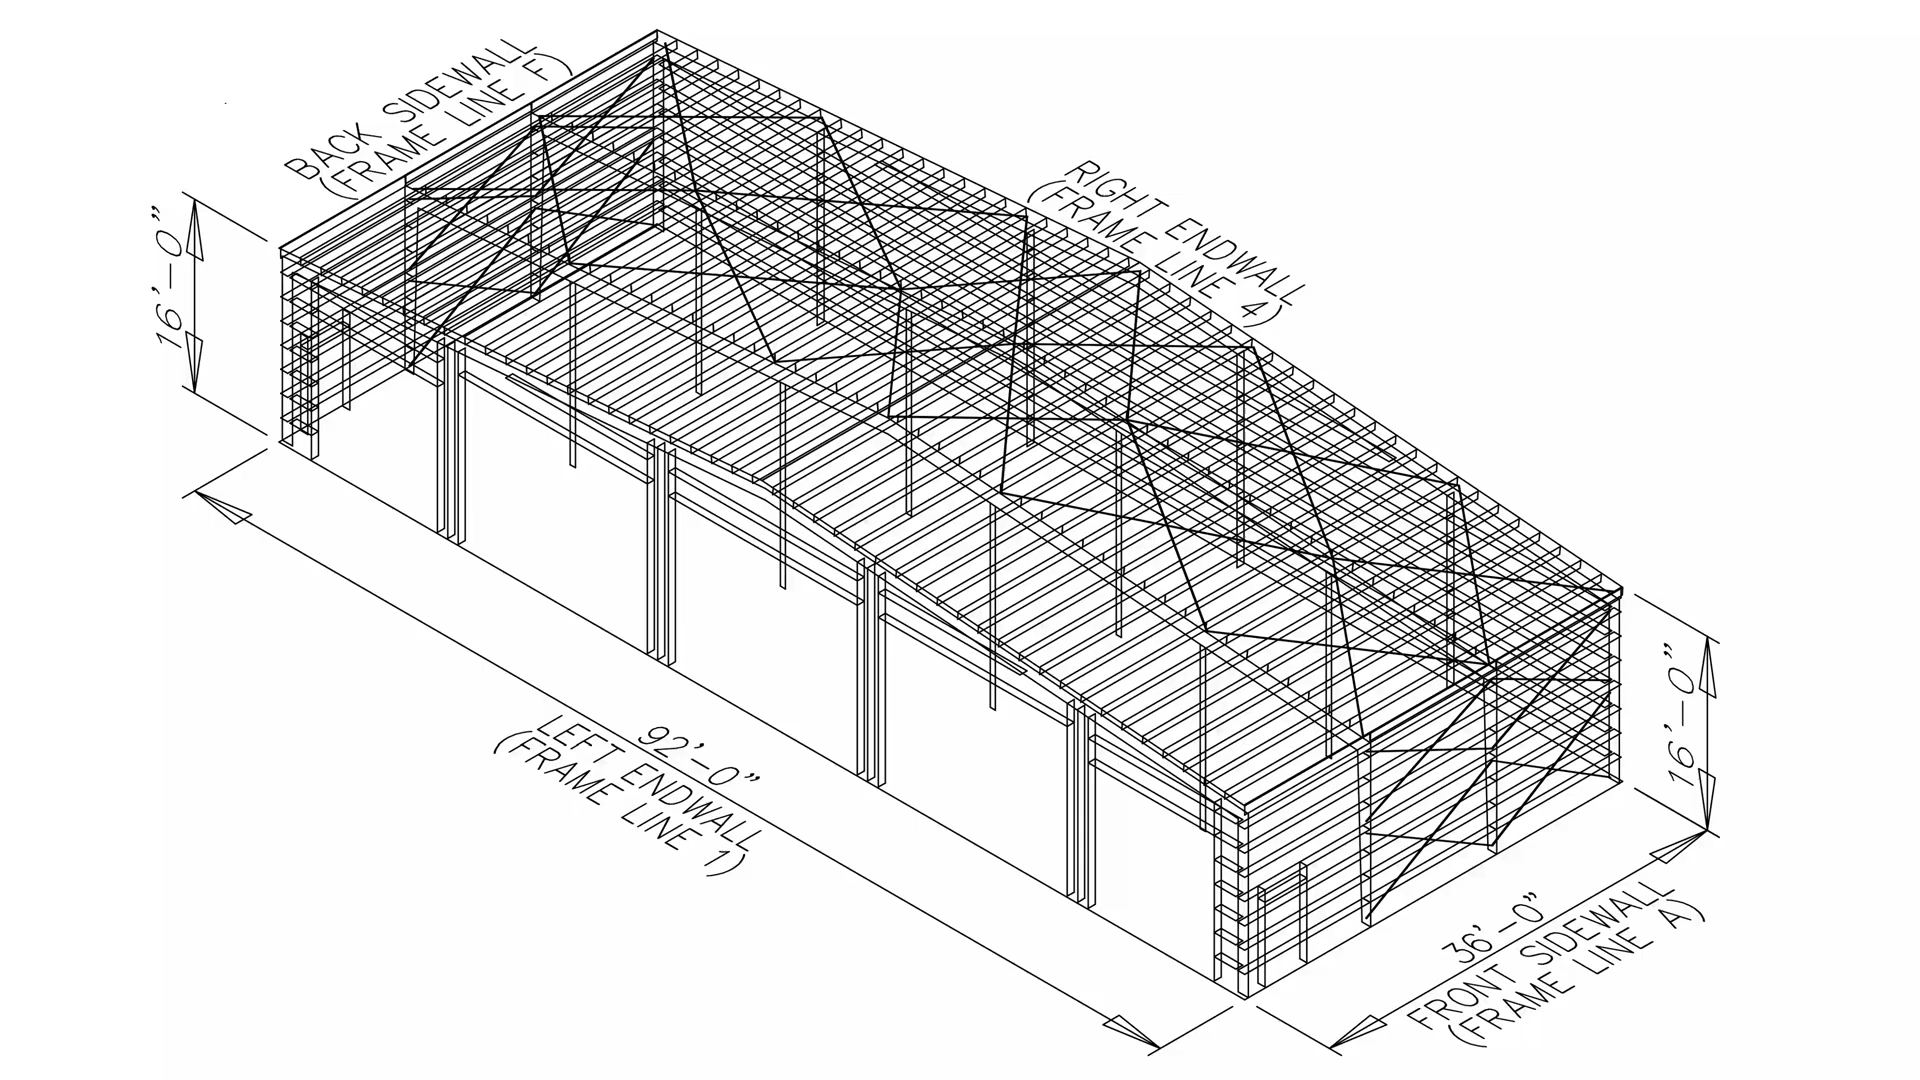 BACK SIDEWALL
(FRAME LINE F)
RIGHT ENDWALL
(FRAME LINE 4)
16'-0"
16'-0"
92'-0"
LEFT ENDWALL
(FRAME LINE 1)
36'-0"
FRONT SIDEWALL
(FRAME LINE A)